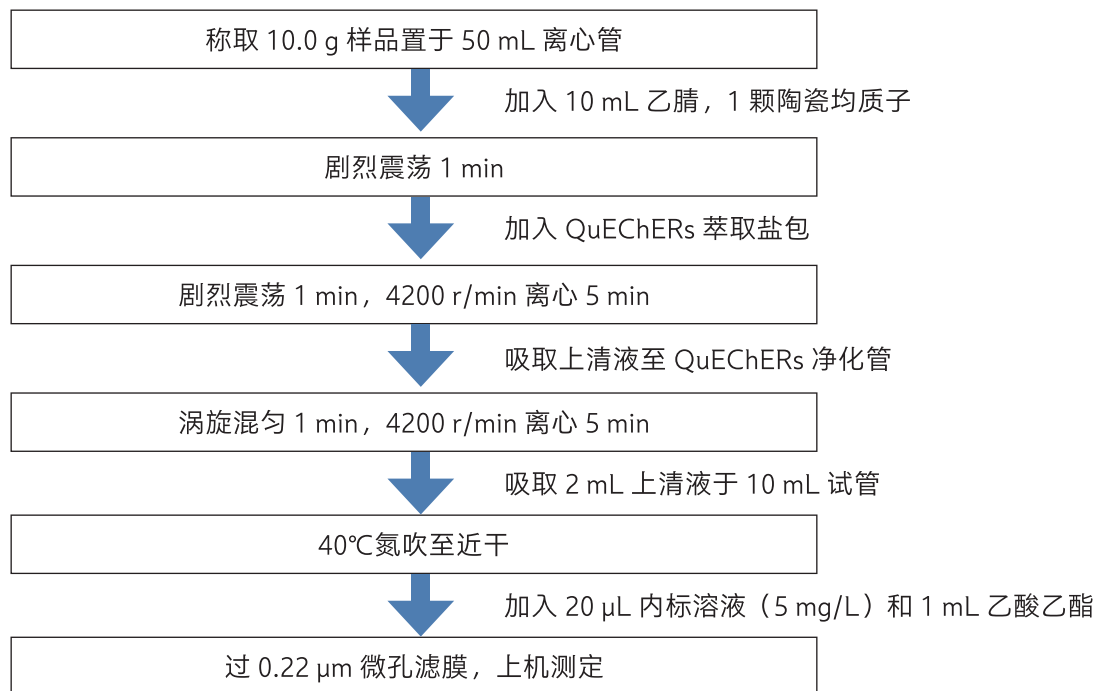 称取 10.0 g 样品置于 50 mL 离心管
加入 10 mL 乙腈，1 颗陶瓷均质子
剧烈震荡 1 min
加入 QuEChERs 萃取盐包
剧烈震荡 1 min，4200 r/min 离心 5 min
吸取上清液至 QuEChERs 净化管
涡旋混匀 1 min，4200 r/min 离心 5 min
吸取 2 mL 上清液于 10 mL 试管
40℃氮吹至近干
加入 20 μL 内标溶液（5 mg/L）和 1 mL 乙酸乙酯
过 0.22 μm 微孔滤膜，上机测定